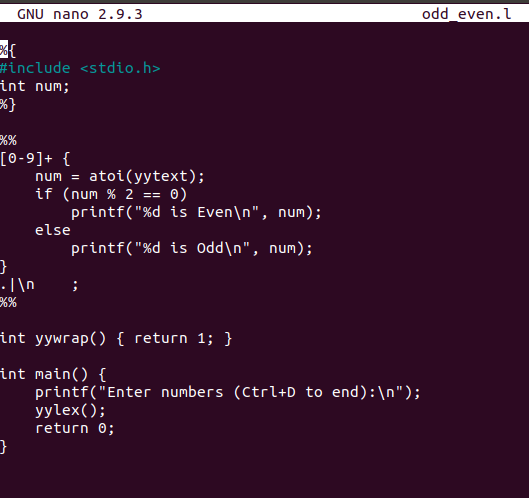 GNU nano 2.9.3 odd_even.l
%{
#include <stdio.h>
int num;
%}
%%
[0-9]+ {
    num = atoi(yytext);
    if (num % 2 == 0)
        printf("%d is Even\n", num);
    else
        printf("%d is Odd\n", num);
}
.|\n    ;
%%
int yywrap() { return 1; }
int main() {
    printf("Enter numbers (Ctrl+D to end):\n");
    yylex();
    return 0;
}